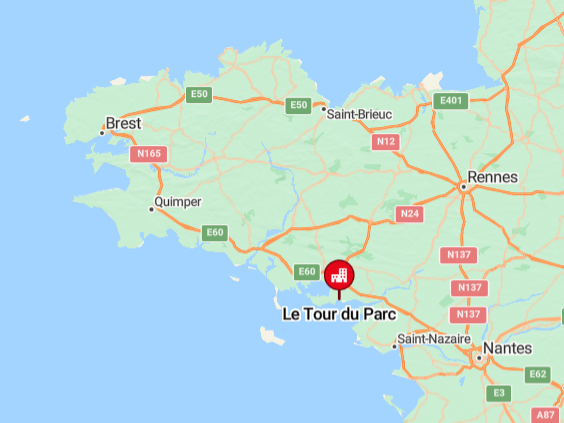 E50
E50
E401
Brest
Saint-Brieuc
N12
N165
Rennes
Quimper
N24
E60
N137
E60
N137
Le Tour du Parc
N137
Saint-Nazaire
Nantes
E62
E3
A87